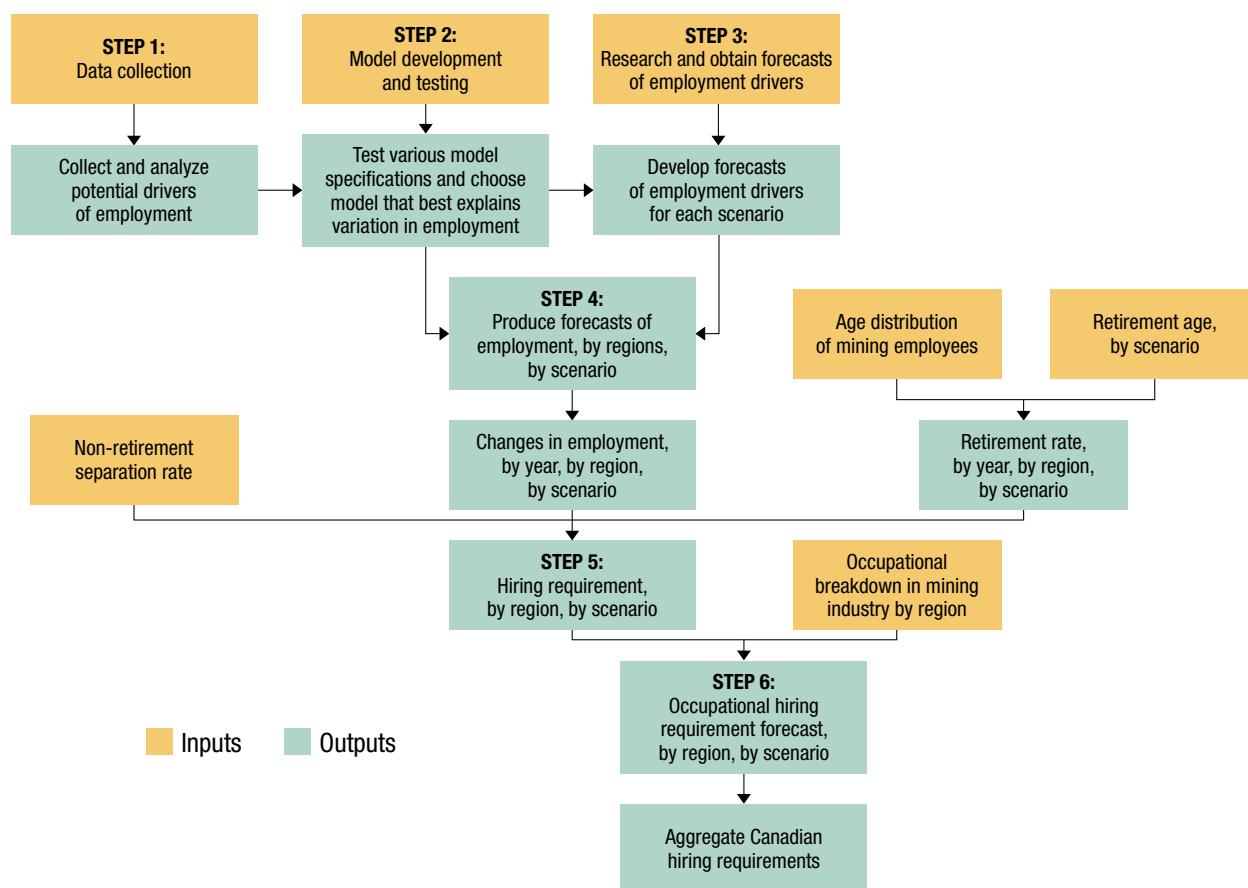 STEP 1:
Data collection
STEP 2:
Model development
and testing
STEP 3:
Research and obtain forecasts
of employment drivers
Collect and analyze
potential drivers
of employment
Test various model
specifications and choose
model that best explains
variation in employment
Develop forecasts
of employment drivers
for each scenario
STEP 4:
Produce forecasts of
employment, by regions,
by scenario
Age distribution
of mining employees
Retirement age,
by scenario
Non-retirement
separation rate
Changes in employment,
by year, by region,
by scenario
Retirement rate,
by year, by region,
by scenario
STEP 5:
Hiring requirement,
by region, by scenario
Occupational
breakdown in mining
industry by region
STEP 6:
Occupational hiring
requirement forecast,
by region, by scenario
Inputs
Outputs
Aggregate Canadian
hiring requirements